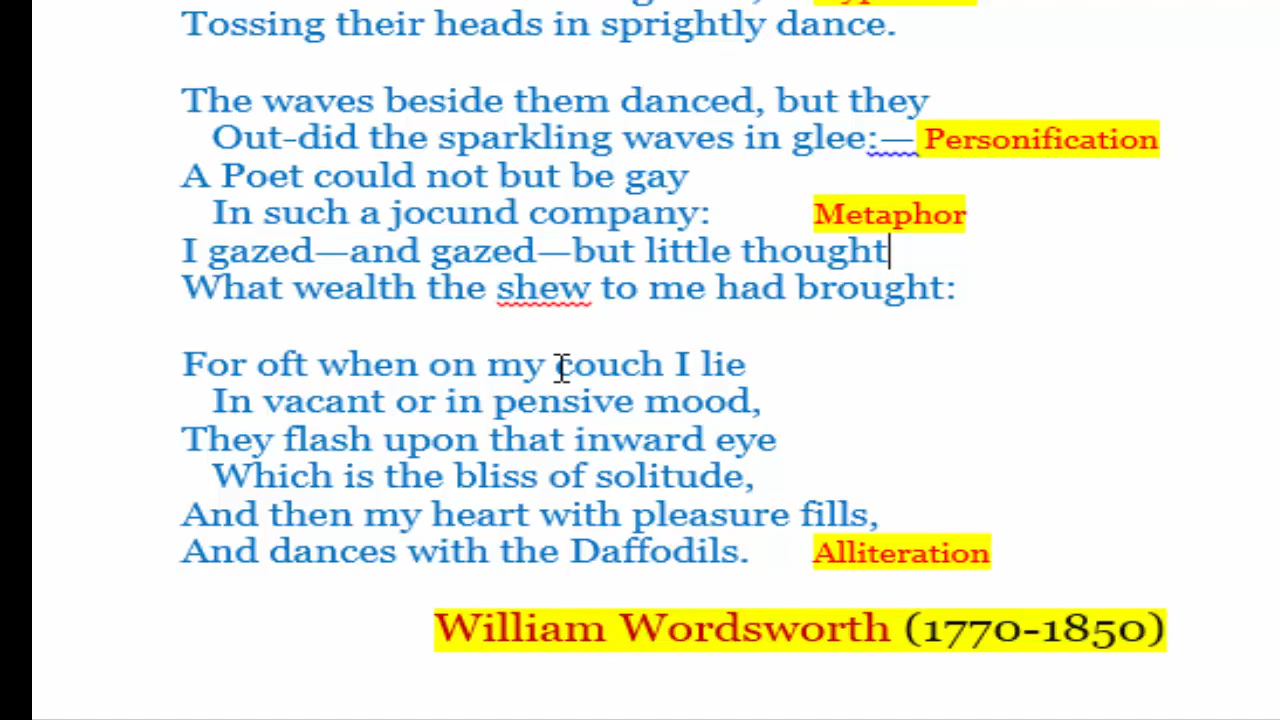 Tossing their heads in sprightly dance.
The waves beside them danced, but they
Out-did the sparkling waves in glee:— Personification
A Poet could not but be gay
In such a jocund company: Metaphor
I gazed—and gazed—but little thought
What wealth the shew to me had brought:
For oft when on my couch I lie
In vacant or in pensive mood,
They flash upon that inward eye
Which is the bliss of solitude,
And then my heart with pleasure fills,
And dances with the Daffodils. Alliteration
William Wordsworth (1770-1850)